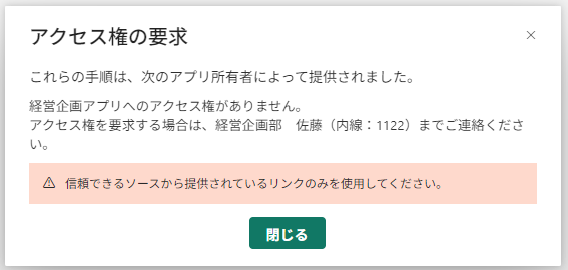 アクセス権の要求
これらの手順は、次のアプリ所有者によって提供されました。
経営企画アプリへのアクセス権がありません。
アクセス権を要求する場合は、経営企画部　佐藤（内線：1122）までご連絡くださ
い。
信頼できるソースから提供されているリンクのみを使用してください。
閉じる